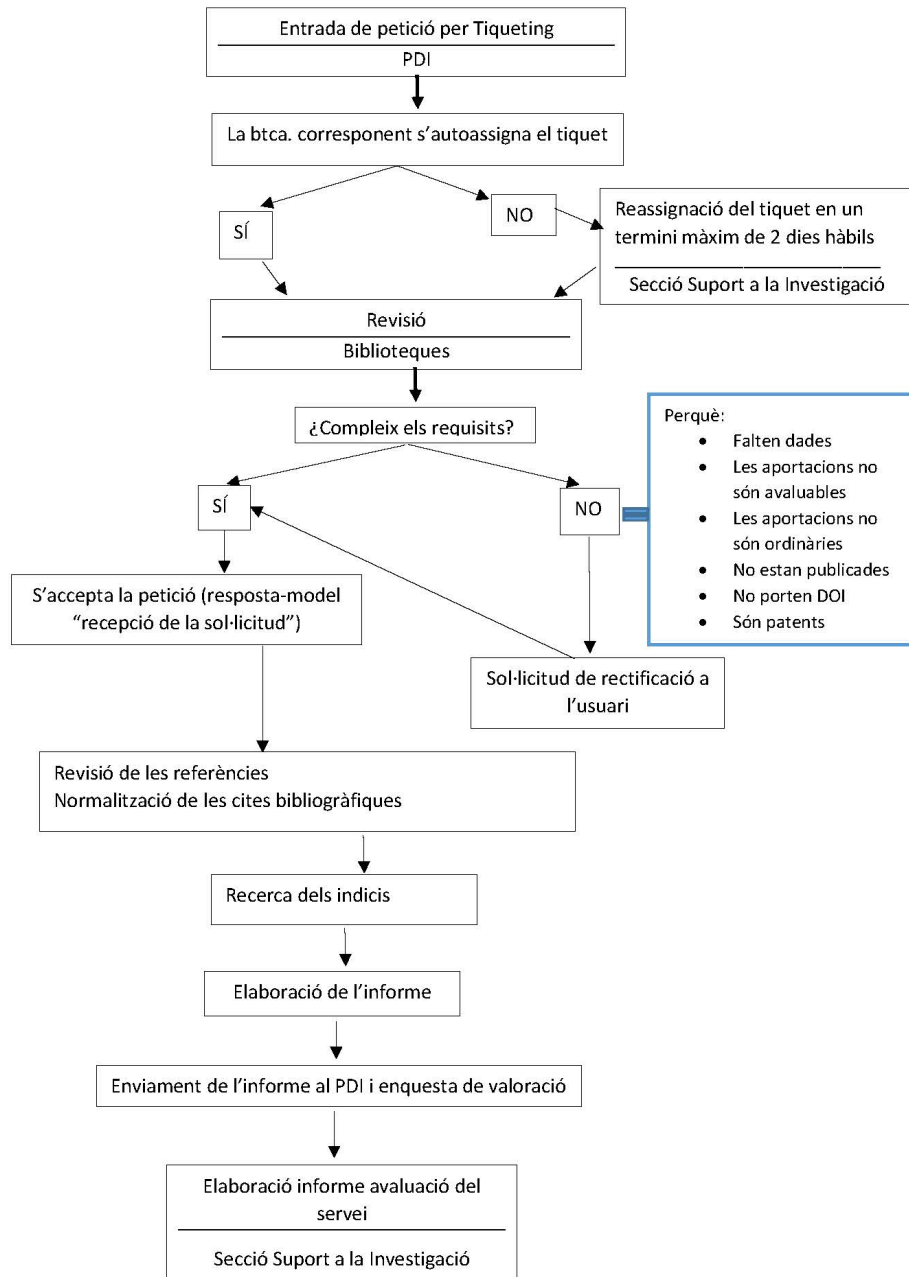 Entrada de petició per Tiqueting
PDI
La btca. corresponent s'autoassigna el tiquet
SÍ
NO
Reassignació del tiquet en un
termini màxim de 2 dies hàbils
Secció Suport a la Investigació
Revisió
Biblioteques
¿Compleix els requisits?
SÍ
NO
Perquè:
• Falten dades
• Les aportacions no
són avaluables
• Les aportacions no
són ordinàries
• No estan publicades
• No porten DOI
• Són patents
S'accepta la petició (resposta-model
"recepció de la sol·licitud")
Sol·licitud de rectificació a
l'usuari
Revisió de les referències
Normalització de les cites bibliogràfiques
Recerca dels indicis
Elaboració de l'informe
Enviament de l'informe al PDI i enquesta de valoració
Elaboració informe avaluació del
servei
Secció Suport a la Investigació